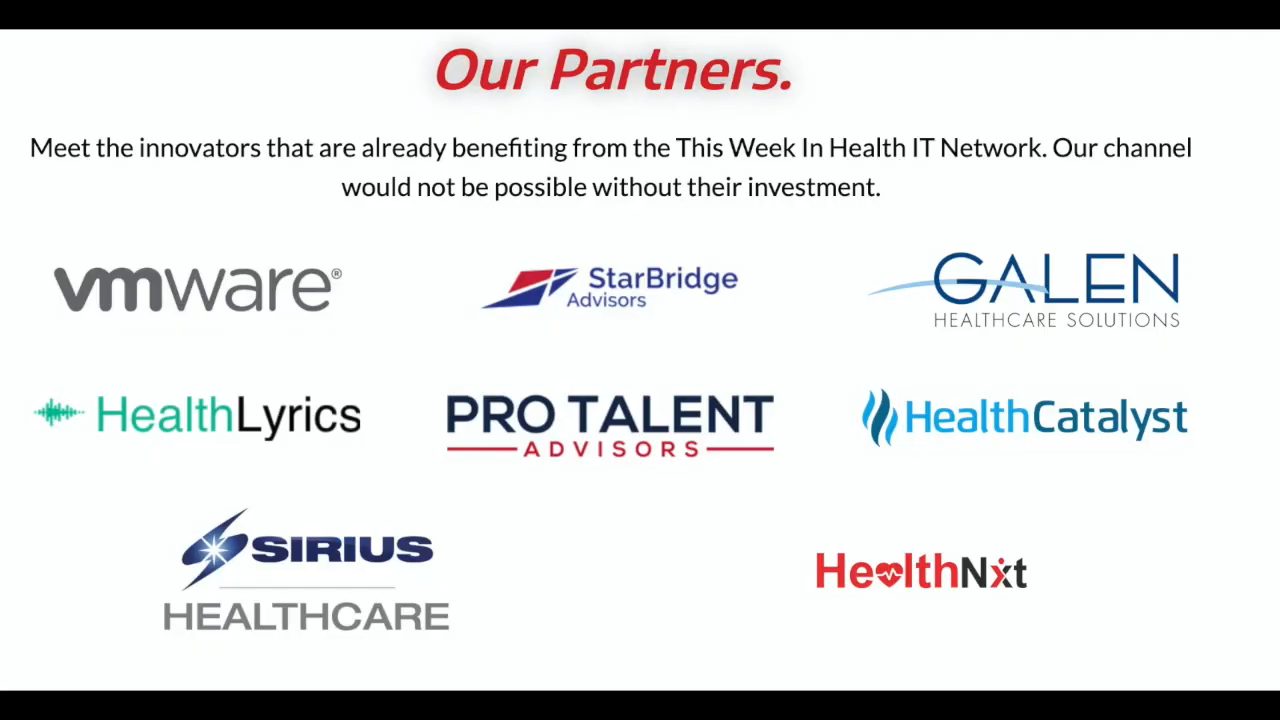 Our Partners.
Meet the innovators that are already benefiting from the This Week In Health IT Network. Our channel
would not be possible without their investment.
vmware®
StarBridge
Advisors
GALEN
HEALTHCARE SOLUTIONS
HealthLyrics
PRO TALENT
ADVISORS
HealthCatalyst
SIRIUS
HEALTHCARE
HealthNxt